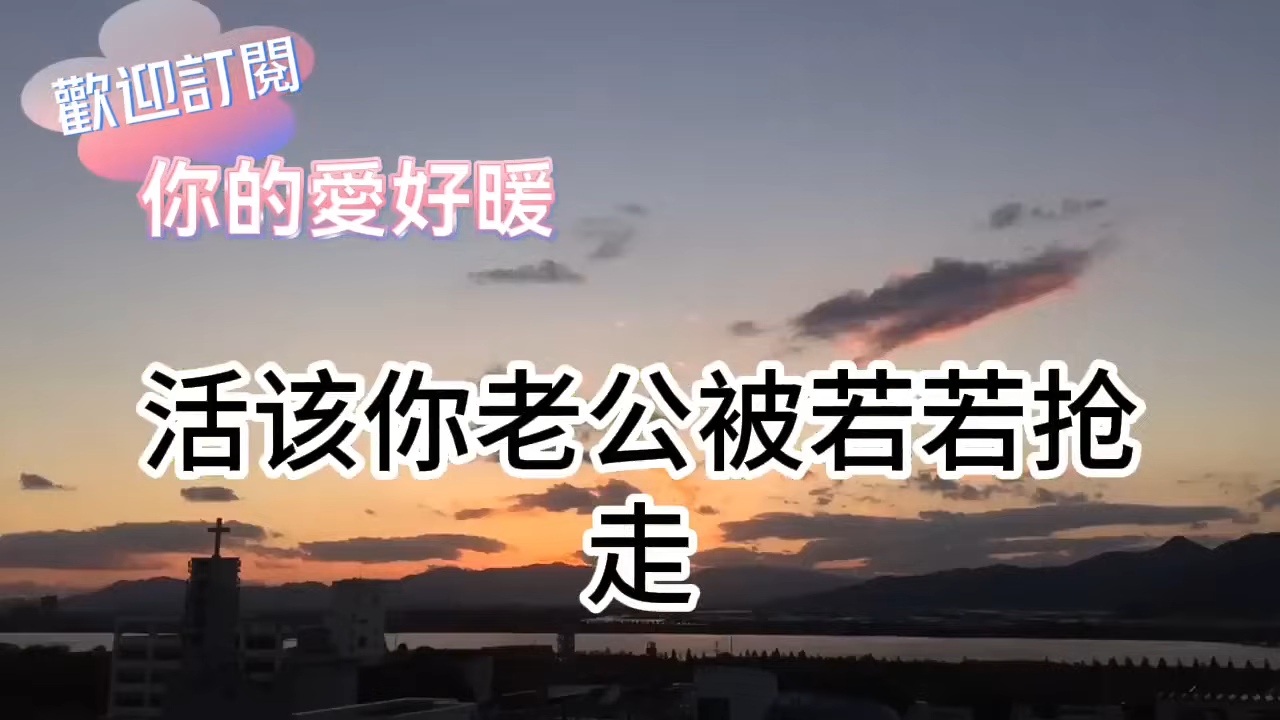 歡迎訂閱
你的愛好暖
活该你老公被若若抢
走